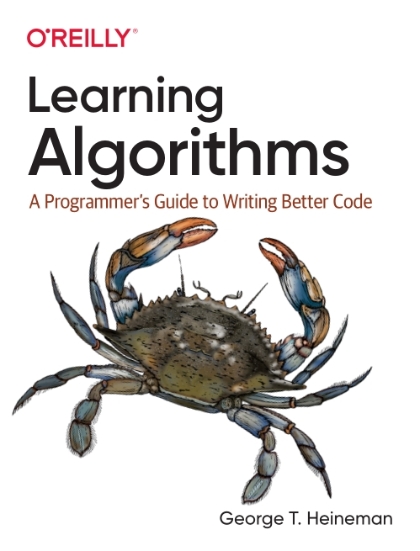 O'REILLY®
Learning
Algorithms
A Programmer's Guide to Writing Better Code
George T. Heineman